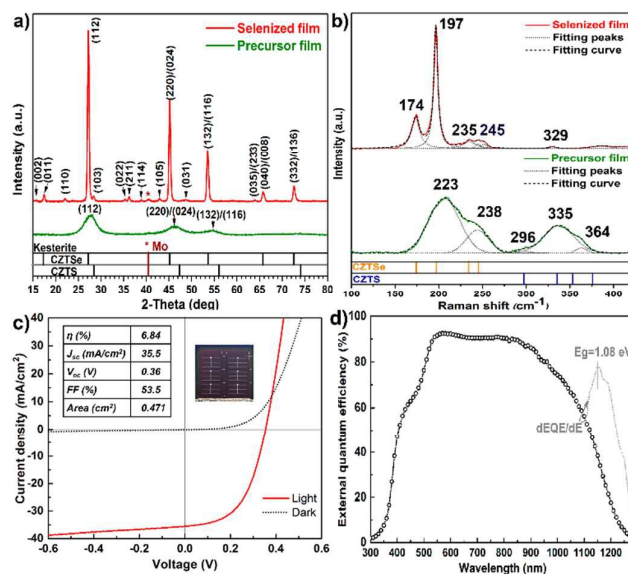 a)
Selenized film
Precursor film
Intensity (a.u.)
(002)
(011)
(110)
(112)
(103)
(022)
(211)
(114)
*
(105)
(220)/(024)
(031)
(132)/(116)
(035)/(233)
(040)/(008)
(332)/(136)
(112)
(220)/(024)
(132)/(116)
Kesterite
* Mo
CZTSe
CZTS
15 20 25 30 35 40 45 50 55 60 65 70 75 80
2-Theta (deg)
b)
197
Selenized film
Fitting peaks
Fitting curve
174
235
245
329
Intensity (a.u.)
Precursor film
Fitting peaks
Fitting curve
223
238
296
335
364
CZTSe
CZTS
100 150 200 250 300 350 400
Raman shift /cm-1
c)
η (%) 6.84
Jsc (mA/cm2) 35.5
Voc (V) 0.36
FF (%) 53.5
Area (cm2) 0.471
Current density (mA/cm2)
40
30
20
10
0
-10
-20
-30
-40
Light
Dark
-0.6 -0.4 -0.2 0.0 0.2 0.4 0.6
Voltage (V)
d)
External quantum efficiency (%)
100
80
60
40
20
0
Eg=1.08 eV
dEQE/dE
300 400 500 600 700 800 900 1000 1100 1200
Wavelength (nm)